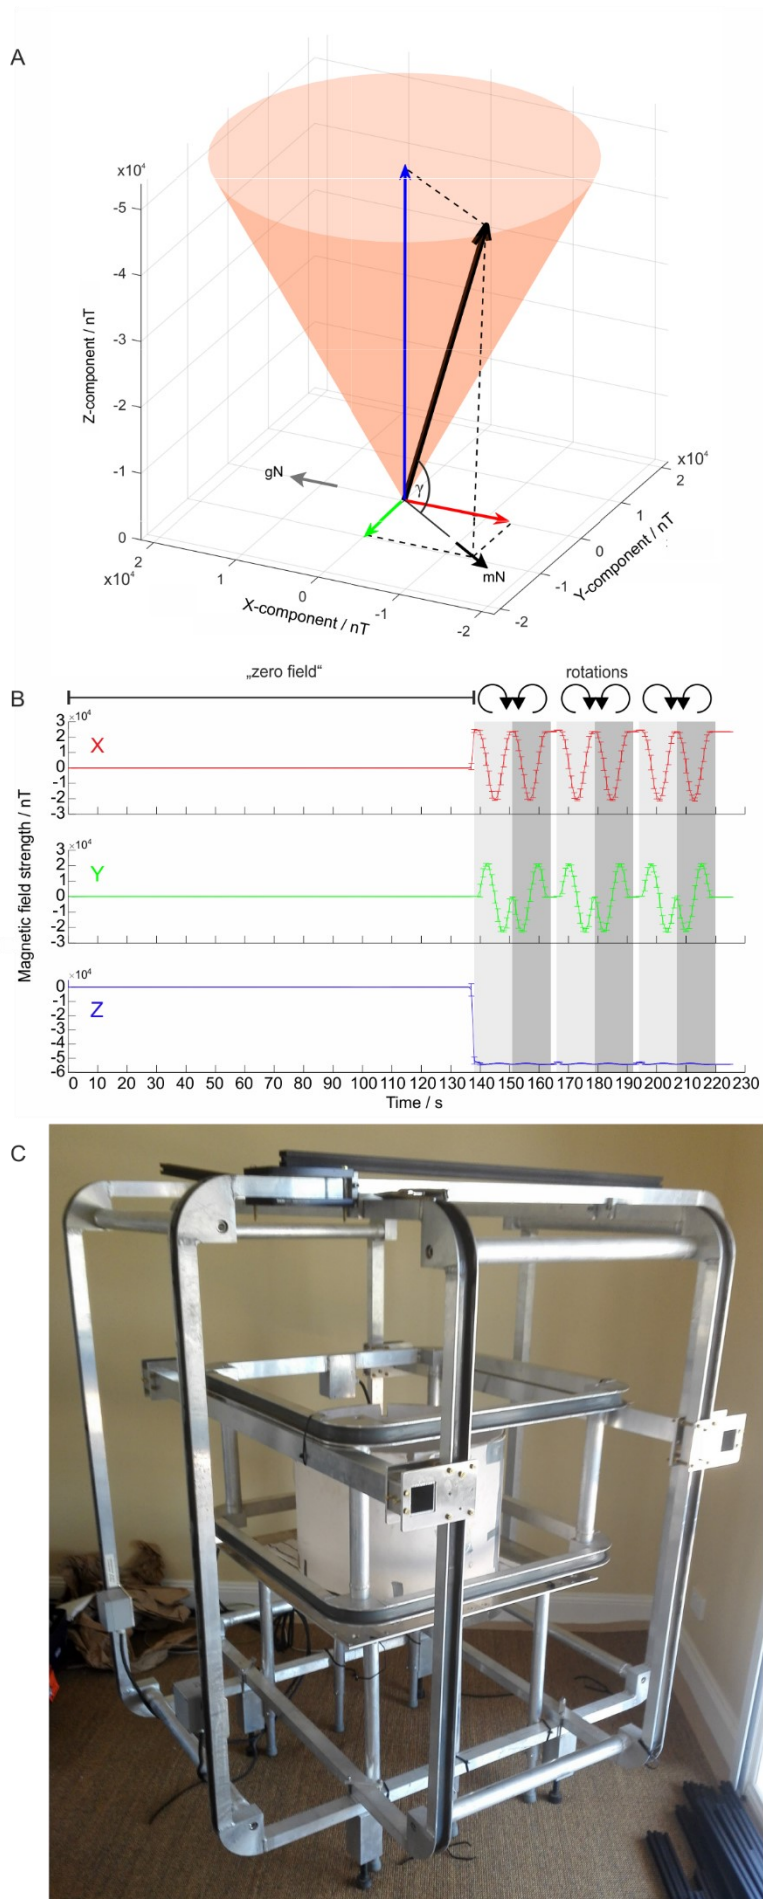 A
x10⁴
-5
-4
-3
-2
-1
0
Z-component / nT
gN
γ
mN
2
x10⁴
1
0
-1
-2
X-component / nT
x10⁴
2
1
0
-1
-2
Y-component / nT
B
„zero field“
rotations
Magnetic field strength / nT
x10⁴
3
2
1
0
-1
-2
-3
X
x10⁴
3
2
1
0
-1
-2
-3
Y
x10⁴
0
-1
-2
-3
-4
-5
-6
Z
0 10 20 30 40 50 60 70 80 90 100 110 120 130 140 150 160 170 180 190 200 210 220 230
Time / s
C